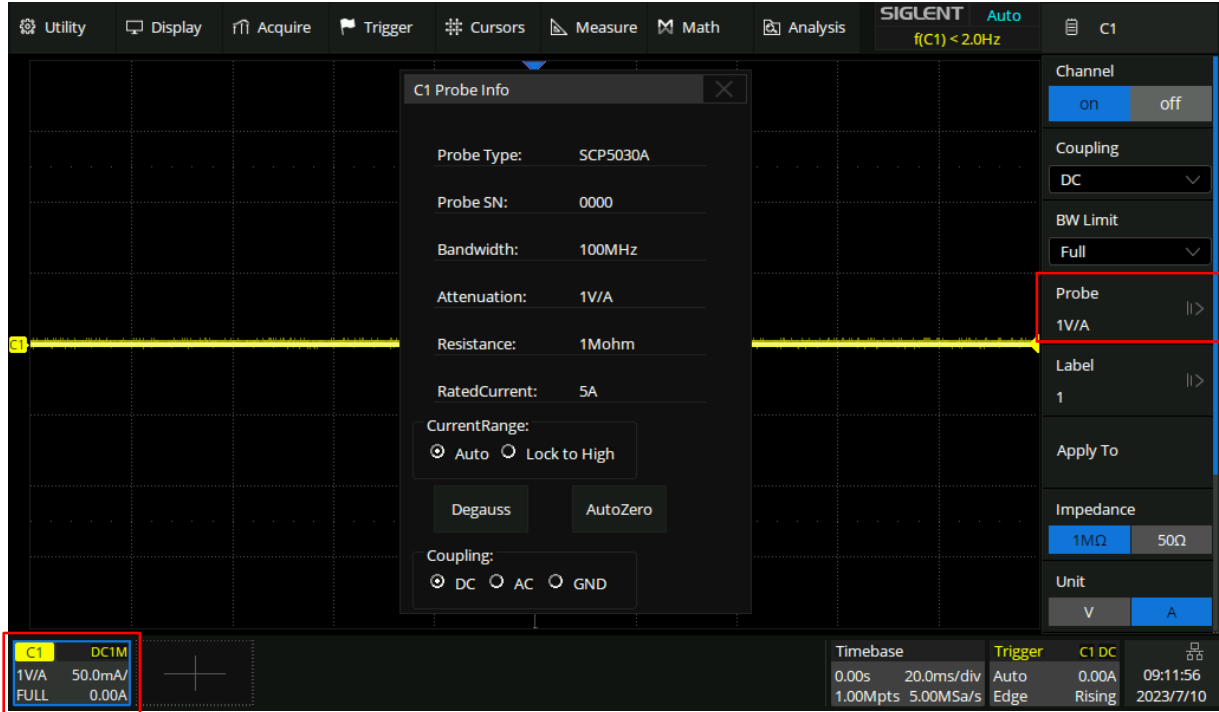 Utility Display Acquire Trigger Cursors Measure Math Analysis
SIGLENT Auto
f(C1) < 2.0Hz
C1
C1 Probe Info
Probe Type: SCP5030A
Probe SN: 0000
Bandwidth: 100MHz
Attenuation: 1V/A
Resistance: 1Mohm
RatedCurrent: 5A
CurrentRange:
Auto Lock to High
Degauss AutoZero
Coupling:
DC AC GND
C1
Channel
on off
Coupling
DC
BW Limit
Full
Probe
1V/A
Label
1
Apply To
Impedance
1MΩ 50Ω
Unit
V A
C1 DC1M
1V/A 50.0mA/
FULL 0.00A
Timebase
0.00s 20.0ms/div
1.00Mpts 5.00MSa/s
Trigger C1 DC
Auto 0.00A
Edge Rising
09:11:56
2023/7/10